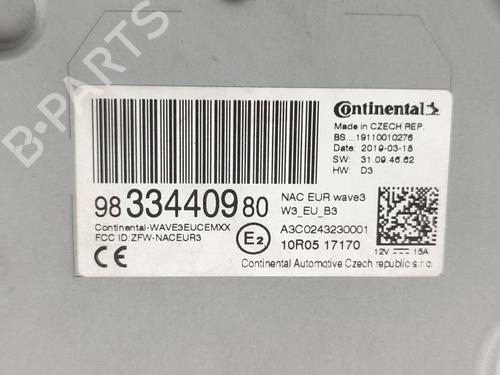 Continental
Made in CZECH REP.
BS....19110010276
Date: 2019-03-18
SW: 31.09.46.62
HW: D3
98 334409 80
NAC EUR wave3
W3_EU_B3
Continental-WAVE3EUCEMXX
FCC ID:ZFW-NACEUR3
E2
A3C0243230001
10R05 17170
12V 15A
CE
Continental Automotive Czech republic s.r.o.
B-PARTS